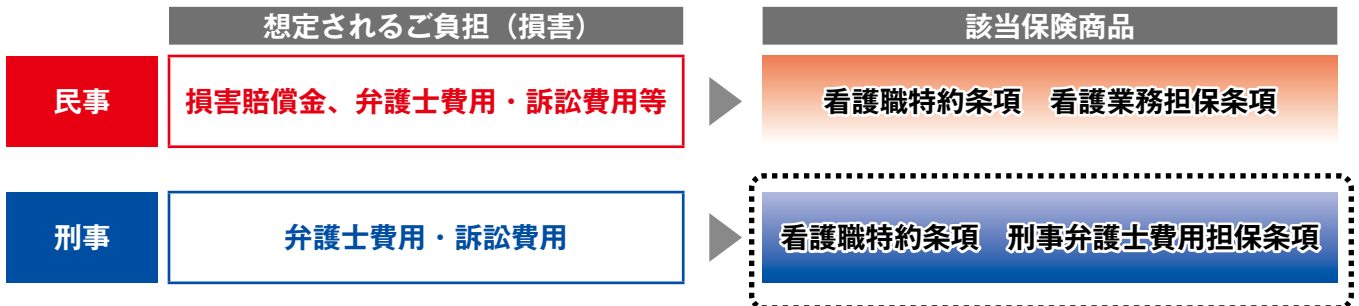 想定されるご負担（損害）
該当保険商品
民事
損害賠償金、弁護士費用・訴訟費用等
看護職特約条項　看護業務担保条項
刑事
弁護士費用・訴訟費用
看護職特約条項　刑事弁護士費用担保条項